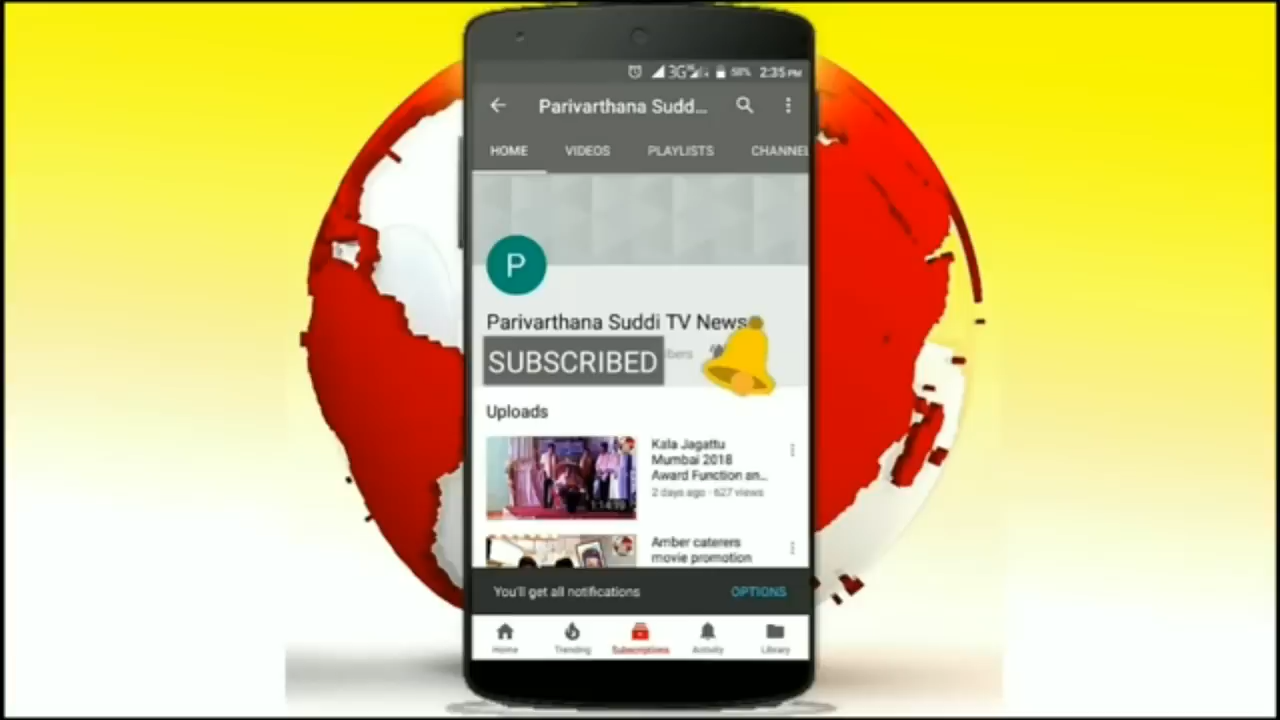 3G 58% 2:35 PM
Parivarthana Sudd...
HOME VIDEOS PLAYLISTS CHANNEL
P
Parivarthana Suddi TV News
SUBSCRIBED
Uploads
Kala Jagattu
Mumbai 2018
Award Function an...
2 days ago · 627 views
Amber caterers
movie promotion
You'll get all notifications OPTIONS
Home Trending Subscriptions Activity Library